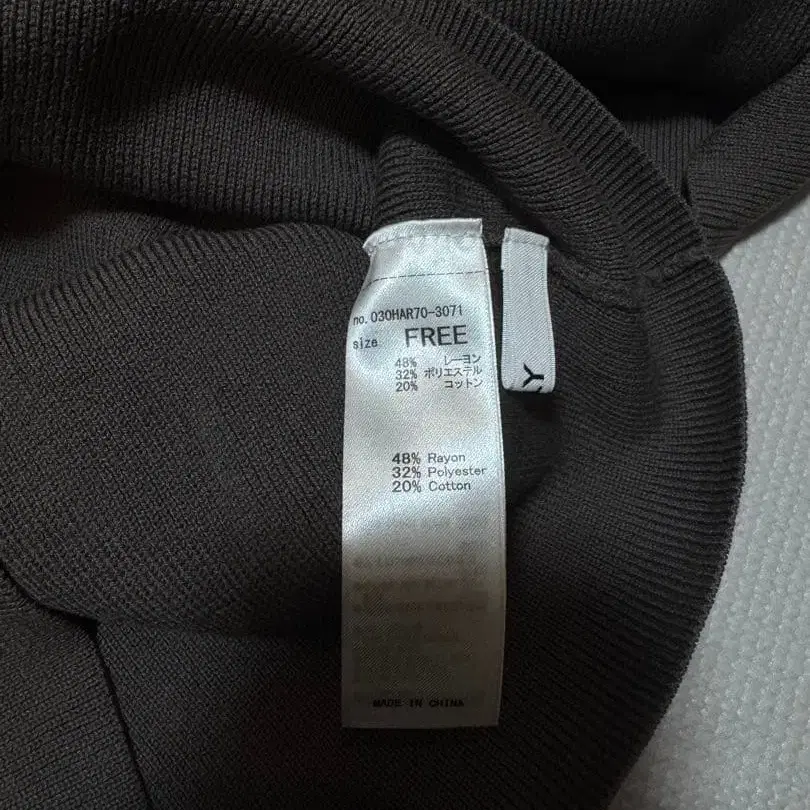 no. 030HAR70-3071
size FREE
48% レーヨン
32% ポリエステル
20% コットン
48% Rayon
32% Polyester
20% Cotton
MADE IN CHINA